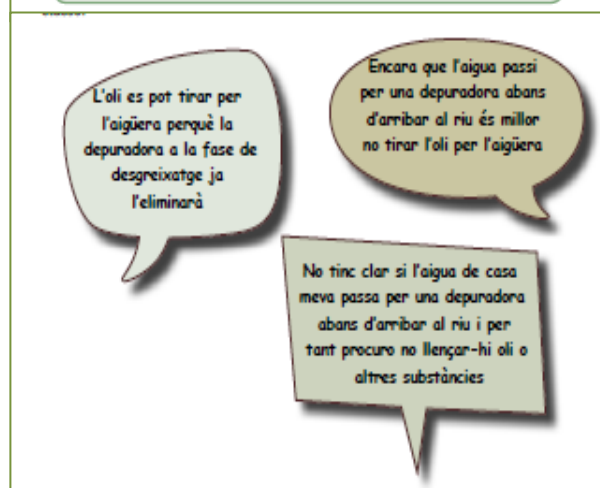 L'oli es pot tirar per
l'aigüera perquè la
depuradora a la fase de
desgreixatge ja
l'eliminarà
Encara que l'aigua passi
per una depuradora abans
d'arribar al riu és millor
no tirar l'oli per l'aigüera
No tinc clar si l'aigua de casa
meva passa per una depuradora
abans d'arribar al riu i per
tant procuro no llençar-hi oli o
altres substàncies